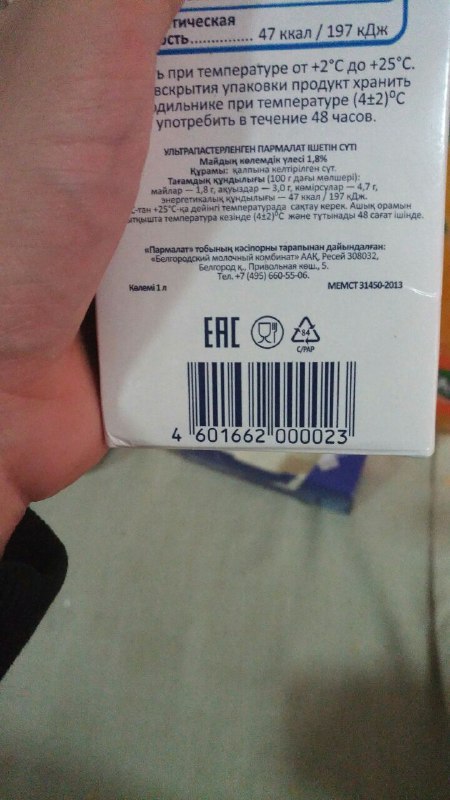 тическая
ость.............. 47 ккал / 197 кДж
ь при температуре от +2°С до +25°С.
вскрытия упаковки продукт хранить
одильнике при температуре (4±2)⁰С
употребить в течение 48 часов.
УЛЬТРАПАСТЕРЛЕНГЕН ПАРМАЛАТ ІШЕТІН СҮТІ
Майдың көлемдік үлесі 1,8%
Құрамы: қалпына келтірілген сүт.
Тағамдық құндылығы (100 г дағы мөлшері):
майлар — 1,8 г, ақуыздар — 3,0 г, көмірсулар — 4,7 г,
энергетикалық құндылығы — 47 ккал / 197 кДж.
С-тан +25°С-қа дейінгі температурада сақтау керек. Ашық орамын
тқышта температура кезінде (4±2)°С және тұтынады 48 сағат ішінде.
«Пармалат» тобының кәсіпорны тарапынан дайындалған:
«Белгородский молочный комбинат» ААҚ, Ресей 308032,
Белгород қ., Привольная көш., 5.
Тел. +7 (495) 660-55-06.
Көлемі 1 л МЕМСТ 31450-2013
EAC 84
C/PAP
4 601662 000023